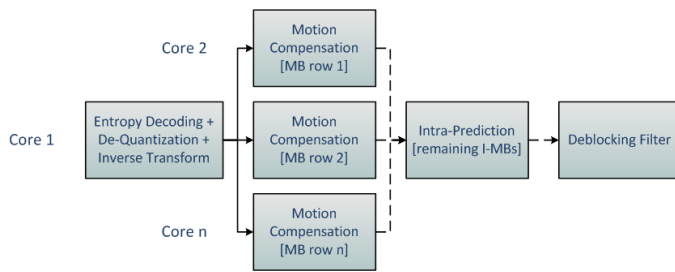 Core 2
Motion
Compensation
[MB row 1]
Core 1
Entropy Decoding +
De-Quantization +
Inverse Transform
Motion
Compensation
[MB row 2]
Intra-Prediction
[remaining I-MBs]
Deblocking Filter
Core n
Motion
Compensation
[MB row n]